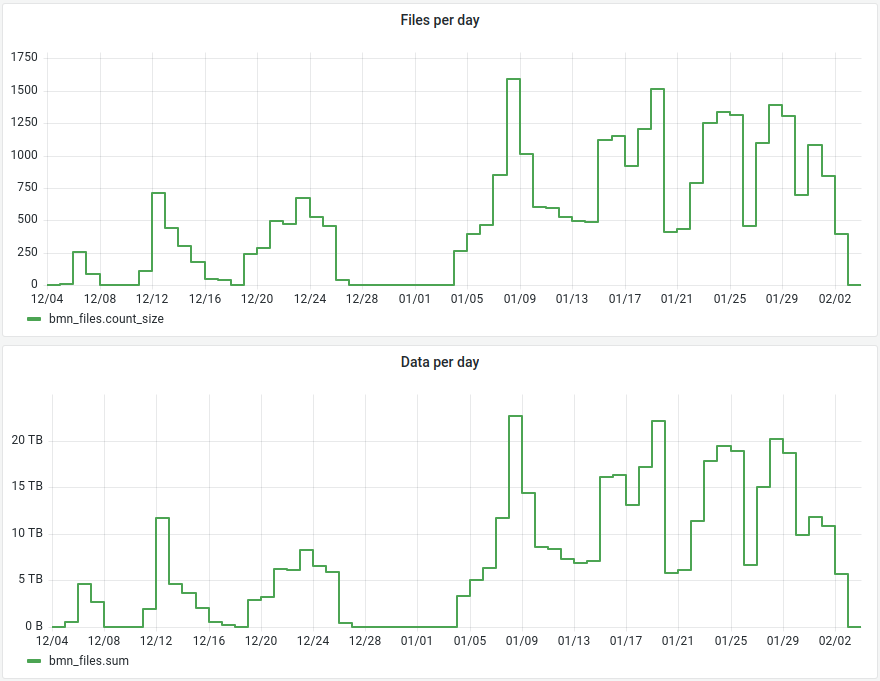 Files per day
1750
1500
1250
1000
750
500
250
0
12/04 12/08 12/12 12/16 12/20 12/24 12/28 01/01 01/05 01/09 01/13 01/17 01/21 01/25 01/29 02/02
bmn_files.count_size
Data per day
20 TB
15 TB
10 TB
5 TB
0 B
12/04 12/08 12/12 12/16 12/20 12/24 12/28 01/01 01/05 01/09 01/13 01/17 01/21 01/25 01/29 02/02
bmn_files.sum